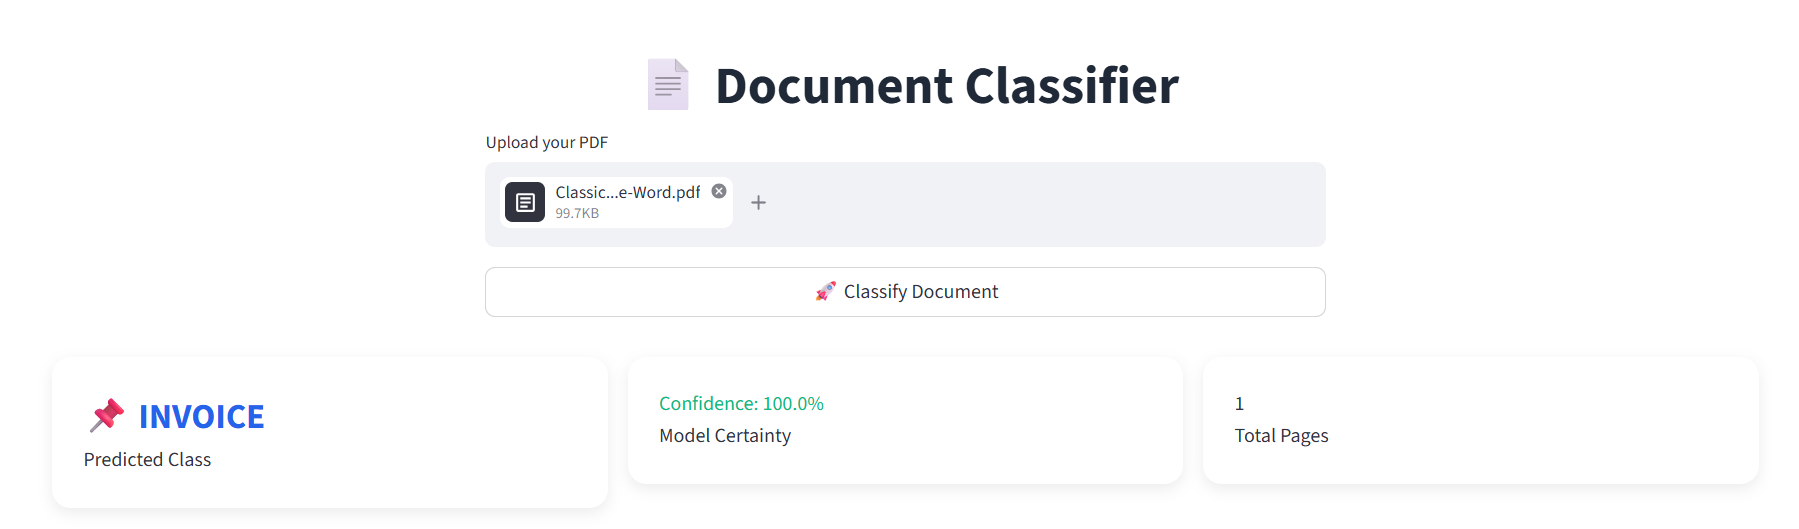 Document Classifier
Upload your PDF
Classic...e-Word.pdf
99.7KB
Classify Document
INVOICE
Predicted Class
Confidence: 100.0%
Model Certainty
1
Total Pages